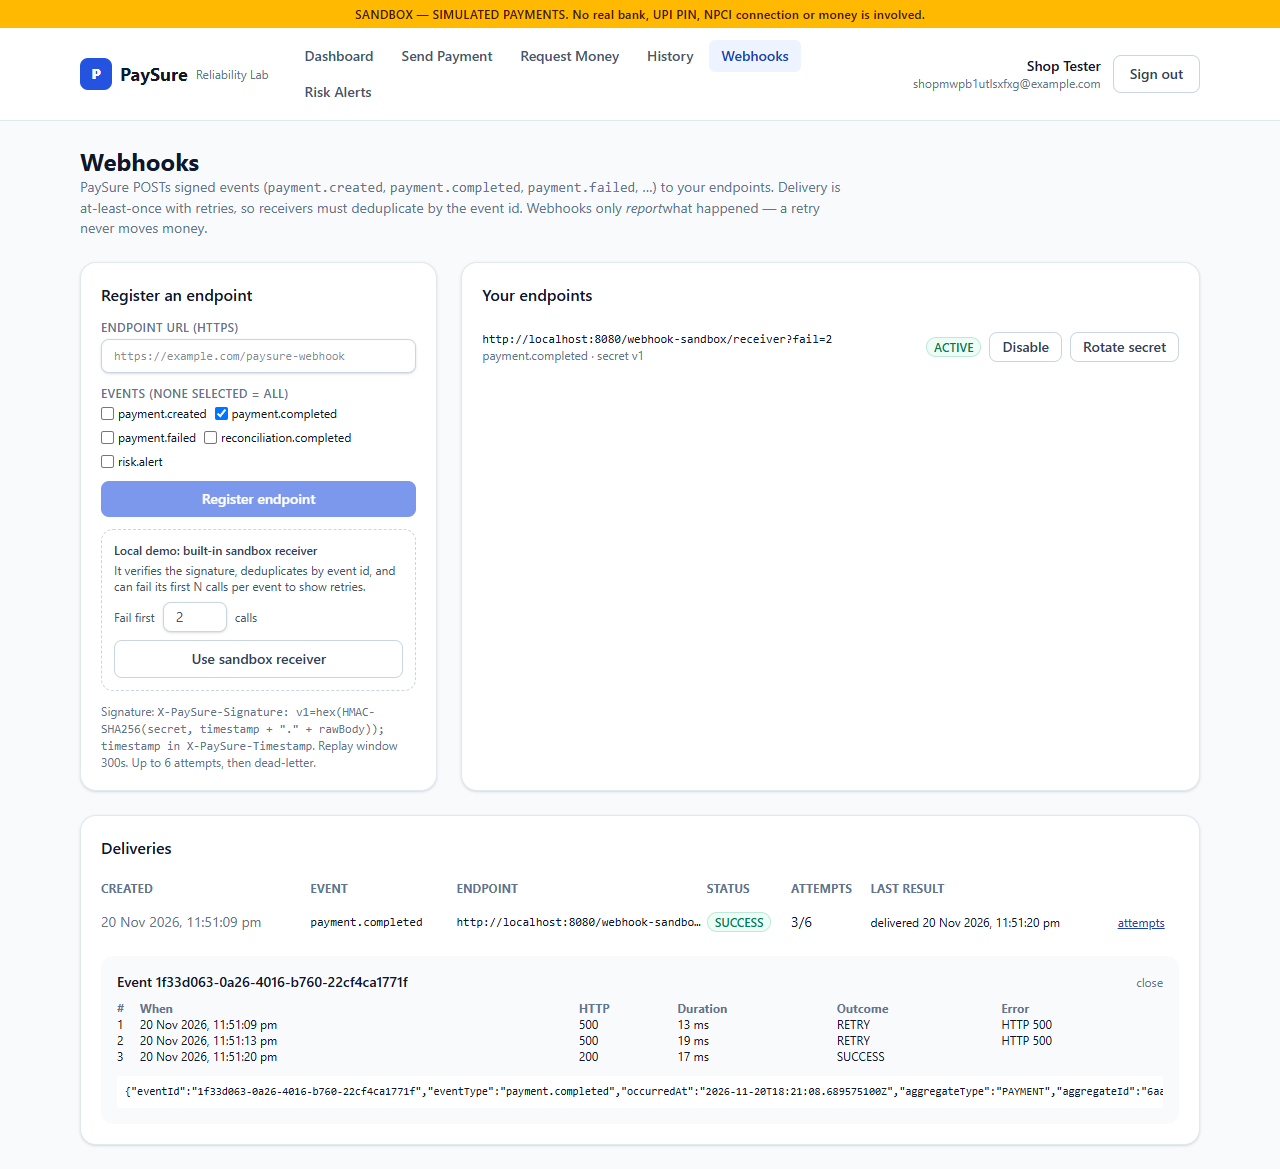 SANDBOX — SIMULATED PAYMENTS. No real bank, UPI PIN, NPCI connection or money is involved.
P PaySure Reliability Lab
Dashboard Send Payment Request Money History Webhooks
Risk Alerts
Shop Tester
shopmwpb1utlsxfxg@example.com
Sign out
Webhooks
PaySure POSTs signed events (payment.created, payment.completed, payment.failed, …) to your endpoints. Delivery is
at-least-once with retries, so receivers must deduplicate by the event id. Webhooks only reportwhat happened — a retry
never moves money.
Register an endpoint
ENDPOINT URL (HTTPS)
https://example.com/paysure-webhook
EVENTS (NONE SELECTED = ALL)
payment.created payment.completed
payment.failed reconciliation.completed
risk.alert
Register endpoint
Local demo: built-in sandbox receiver
It verifies the signature, deduplicates by event id, and
can fail its first N calls per event to show retries.
Fail first 2 calls
Use sandbox receiver
Signature: X-PaySure-Signature: v1=hex(HMAC-
SHA256(secret, timestamp + "." + rawBody));
timestamp in X-PaySure-Timestamp. Replay window
300s. Up to 6 attempts, then dead-letter.
Your endpoints
http://localhost:8080/webhook-sandbox/receiver?fail=2
payment.completed · secret v1
ACTIVE Disable Rotate secret
Deliveries
CREATED EVENT ENDPOINT STATUS ATTEMPTS LAST RESULT
20 Nov 2026, 11:51:09 pm payment.completed http://localhost:8080/webhook-sandbo… SUCCESS 3/6 delivered 20 Nov 2026, 11:51:20 pm attempts
Event 1f33d063-0a26-4016-b760-22cf4ca1771f close
# When HTTP Duration Outcome Error
1 20 Nov 2026, 11:51:09 pm 500 13 ms RETRY HTTP 500
2 20 Nov 2026, 11:51:13 pm 500 19 ms RETRY HTTP 500
3 20 Nov 2026, 11:51:20 pm 200 17 ms SUCCESS
{"eventId":"1f33d063-0a26-4016-b760-22cf4ca1771f","eventType":"payment.completed","occurredAt":"2026-11-20T18:21:08.689575100Z","aggregateType":"PAYMENT","aggregateId":"6aa